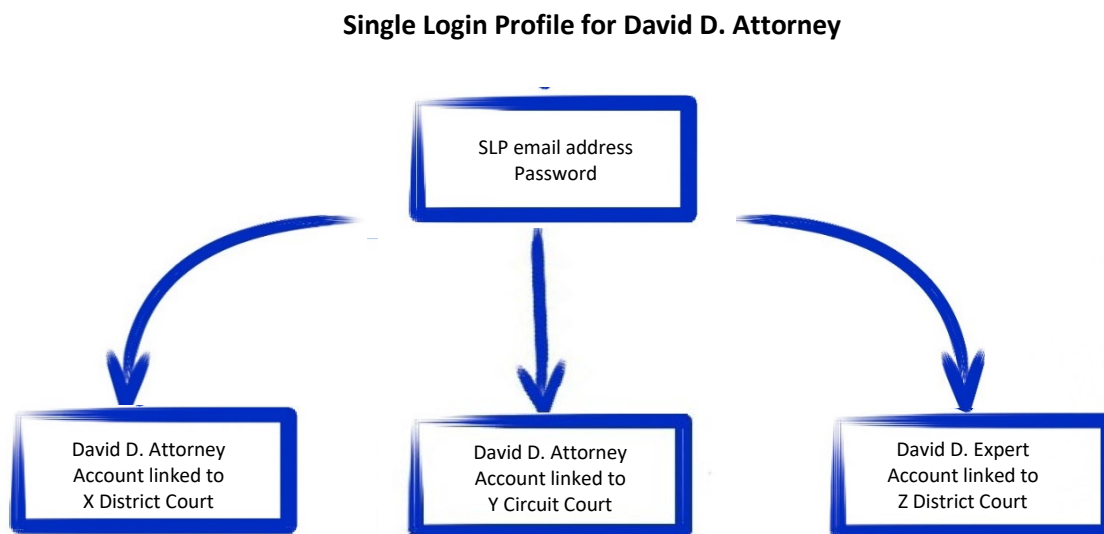 Single Login Profile for David D. Attorney
SLP email address
Password
David D. Attorney
Account linked to
X District Court
David D. Attorney
Account linked to
Y Circuit Court
David D. Expert
Account linked to
Z District Court